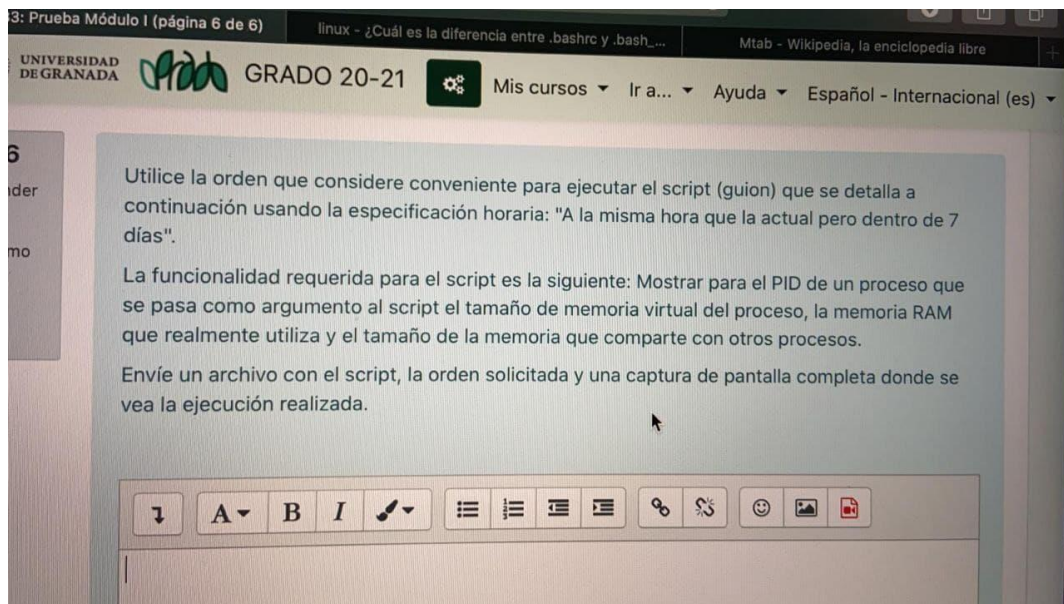 3: Prueba Módulo I (página 6 de 6)
linux - ¿Cuál es la diferencia entre .bashrc y .bash_...
Mtab - Wikipedia, la enciclopedia libre
UNIVERSIDAD
DE GRANADA
prado
GRADO 20-21
Mis cursos
Ir a...
Ayuda
Español - Internacional (es)
6
nder
mo
Utilice la orden que considere conveniente para ejecutar el script (guion) que se detalla a
continuación usando la especificación horaria: "A la misma hora que la actual pero dentro de 7
días".
La funcionalidad requerida para el script es la siguiente: Mostrar para el PID de un proceso que
se pasa como argumento al script el tamaño de memoria virtual del proceso, la memoria RAM
que realmente utiliza y el tamaño de la memoria que comparte con otros procesos.
Envíe un archivo con el script, la orden solicitada y una captura de pantalla completa donde se
vea la ejecución realizada.
A B I